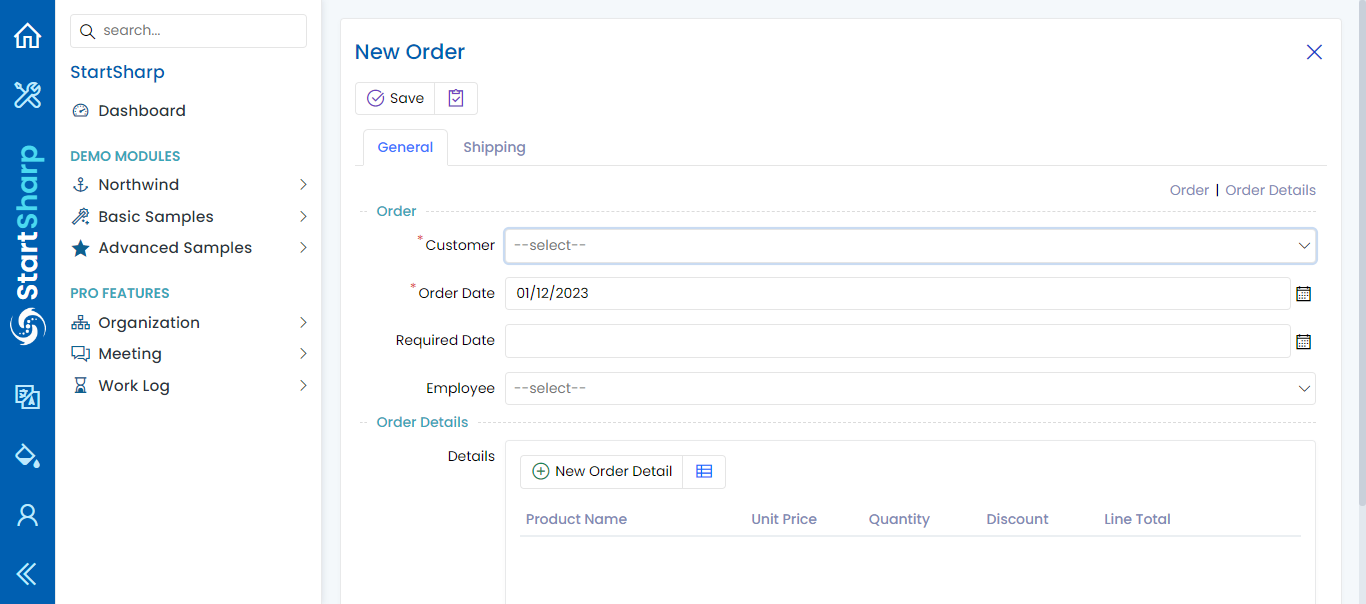 StartSharp
search...
StartSharp
Dashboard
DEMO MODULES
Northwind
Basic Samples
Advanced Samples
PRO FEATURES
Organization
Meeting
Work Log
New Order
Save
General Shipping
Order | Order Details
Order
* Customer --select--
* Order Date 01/12/2023
Required Date
Employee --select--
Order Details
Details
New Order Detail
Product Name Unit Price Quantity Discount Line Total